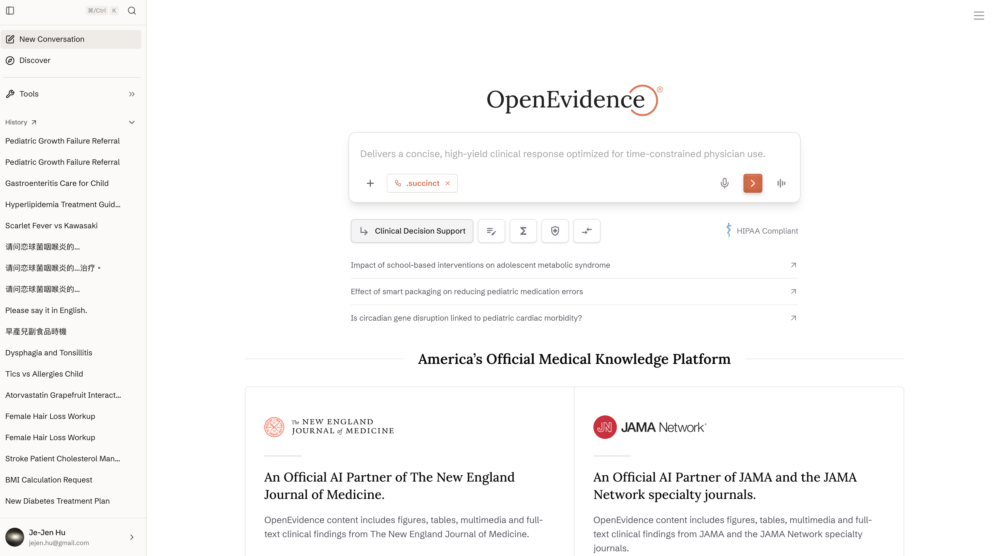 ⌘/Ctrl K
New Conversation
Discover
Tools
History
Pediatric Growth Failure Referral
Pediatric Growth Failure Referral
Gastroenteritis Care for Child
Hyperlipidemia Treatment Guid...
Scarlet Fever vs Kawasaki
请问恋球菌咽喉炎的...
请问恋球菌咽喉炎的...治疗。
请问恋球菌咽喉炎的...
Please say it in English.
早產兒副食品時機
Dysphagia and Tonsillitis
Tics vs Allergies Child
Atorvastatin Grapefruit Interact...
Female Hair Loss Workup
Female Hair Loss Workup
Stroke Patient Cholesterol Man...
BMI Calculation Request
New Diabetes Treatment Plan
Je-Jen Hu
jejen.hu@gmail.com
OpenEvidence®
Delivers a concise, high-yield clinical response optimized for time-constrained physician use.
.succinct
Clinical Decision Support
HIPAA Compliant
Impact of school-based interventions on adolescent metabolic syndrome
Effect of smart packaging on reducing pediatric medication errors
Is circadian gene disruption linked to pediatric cardiac morbidity?
America’s Official Medical Knowledge Platform
The NEW ENGLAND
JOURNAL of MEDICINE
An Official AI Partner of The New England
Journal of Medicine.
OpenEvidence content includes figures, tables, multimedia and full-
text clinical findings from The New England Journal of Medicine.
JN JAMA Network
An Official AI Partner of JAMA and the JAMA
Network specialty journals.
OpenEvidence content includes figures, tables, multimedia and full-
text clinical findings from JAMA and the JAMA Network specialty
journals.